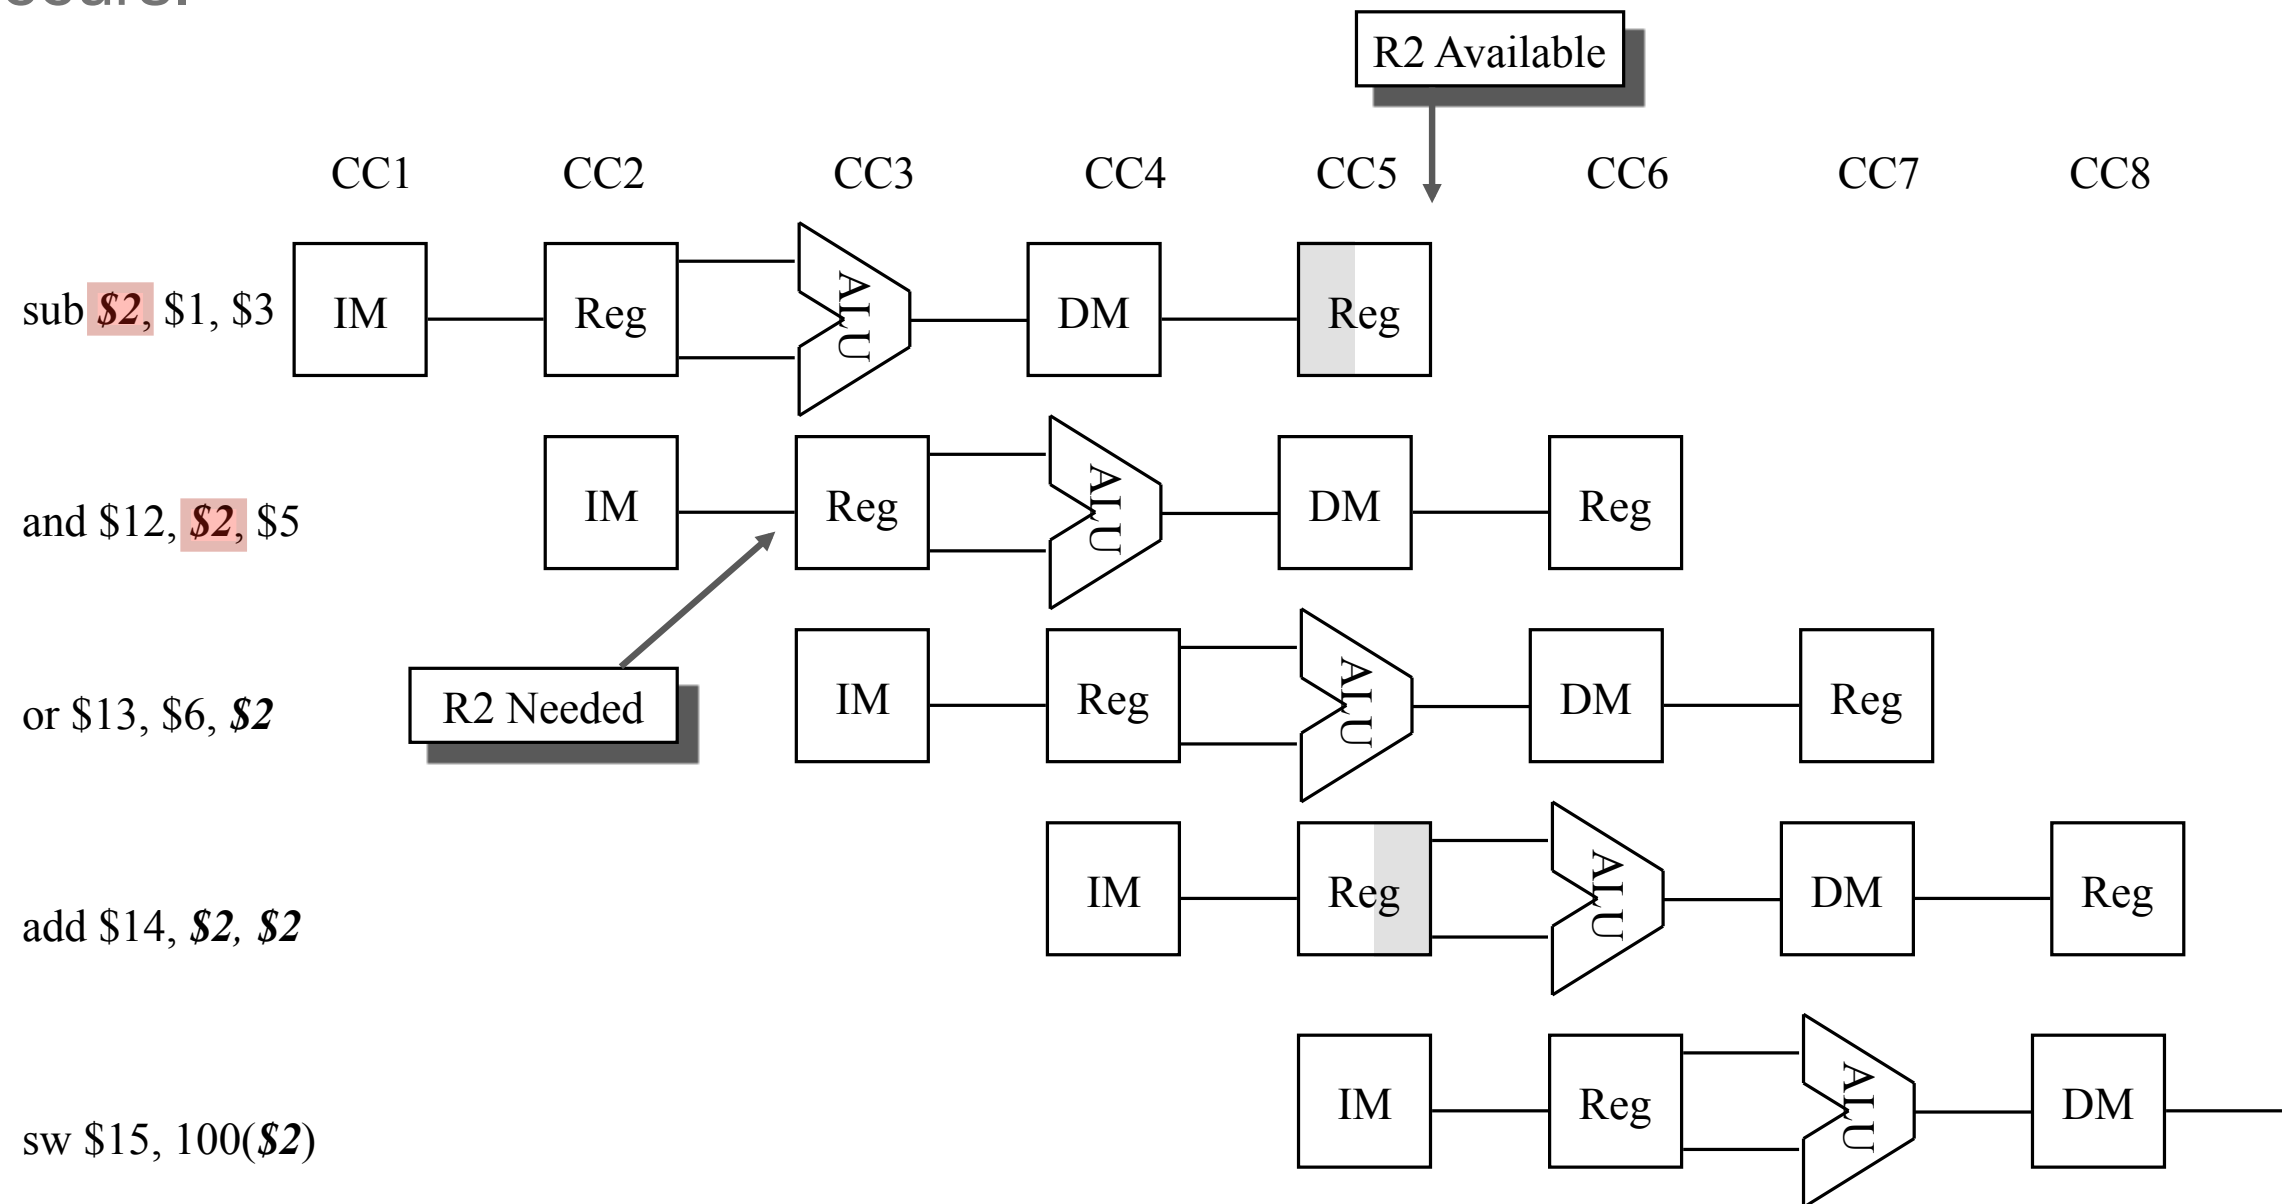 R2 Available
CC1 CC2 CC3 CC4 CC5 CC6 CC7 CC8
sub $2, $1, $3 IM Reg ALU DM Reg
and $12, $2, $5 IM Reg ALU DM Reg
R2 Needed
or $13, $6, $2 IM Reg ALU DM Reg
add $14, $2, $2 IM Reg ALU DM Reg
sw $15, 100($2) IM Reg ALU DM